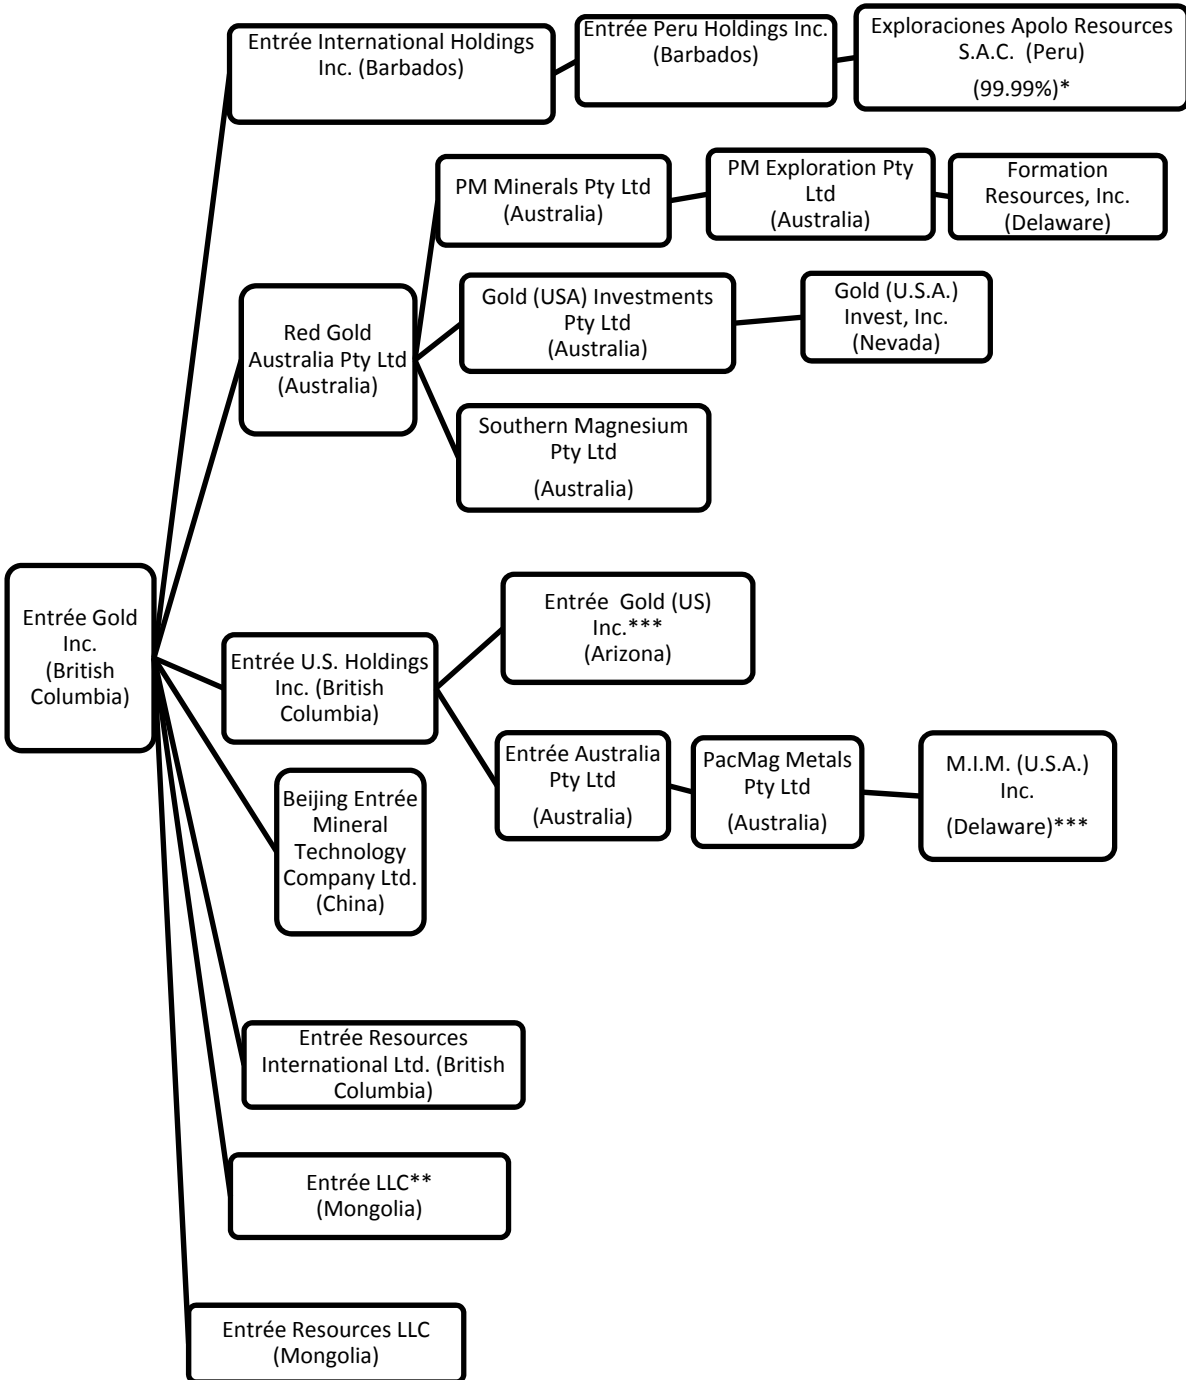 Entrée International Holdings
Inc. (Barbados)
Entrée Peru Holdings Inc.
(Barbados)
Exploraciones Apolo Resources
S.A.C.  (Peru)
(99.99%)*
PM Minerals Pty Ltd
(Australia)
PM Exploration Pty
Ltd
(Australia)
Formation
Resources, Inc.
(Delaware)
Red Gold
Australia Pty Ltd
(Australia)
Gold (USA) Investments
Pty Ltd
(Australia)
Gold (U.S.A.)
Invest, Inc.
(Nevada)
Southern Magnesium
Pty Ltd
(Australia)
Entrée Gold
Inc.
(British
Columbia)
Entrée U.S. Holdings
Inc. (British
Columbia)
Entrée  Gold (US)
Inc.***
(Arizona)
Entrée Australia
Pty Ltd
(Australia)
PacMag Metals
Pty Ltd
(Australia)
M.I.M. (U.S.A.)
Inc.
(Delaware)***
Beijing Entrée
Mineral
Technology
Company Ltd.
(China)
Entrée Resources
International Ltd. (British
Columbia)
Entrée LLC**
(Mongolia)
Entrée Resources LLC
(Mongolia)